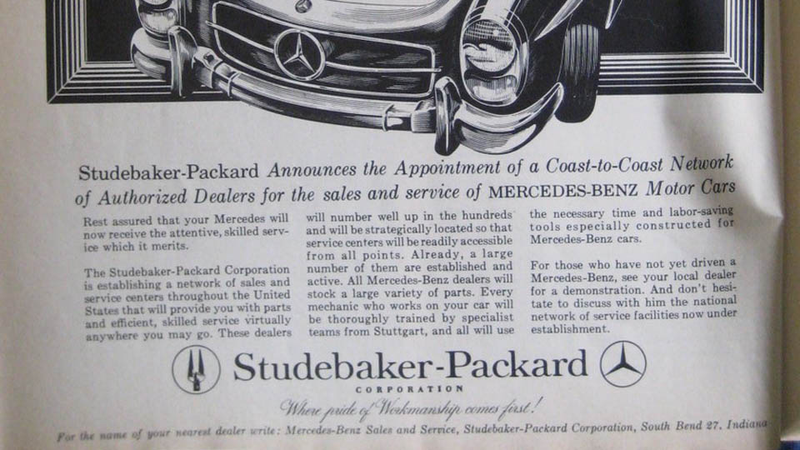 Studebaker-Packard Announces the Appointment of a Coast-to-Coast Network
of Authorized Dealers for the sales and service of MERCEDES-BENZ Motor Cars
Rest assured that your Mercedes will
now receive the attentive, skilled serv-
ice which it merits.
The Studebaker-Packard Corporation
is establishing a network of sales and
service centers throughout the United
States that will provide you with parts
and efficient, skilled service virtually
anywhere you may go. These dealers
will number well up in the hundreds
and will be strategically located so that
service centers will be readily accessible
from all points. Already, a large
number of them are established and
active. All Mercedes-Benz dealers will
stock a large variety of parts. Every
mechanic who works on your car will
be thoroughly trained by specialist
teams from Stuttgart, and all will use
the necessary time and labor-saving
tools especially constructed for
Mercedes-Benz cars.
For those who have not yet driven a
Mercedes-Benz, see your local dealer
for a demonstration. And don't hesi-
tate to discuss with him the national
network of service facilities now under
establishment.
Studebaker-Packard
CORPORATION
Where pride of Workmanship comes first!
For the name of your nearest dealer write: Mercedes-Benz Sales and Service, Studebaker-Packard Corporation, South Bend 27, Indiana